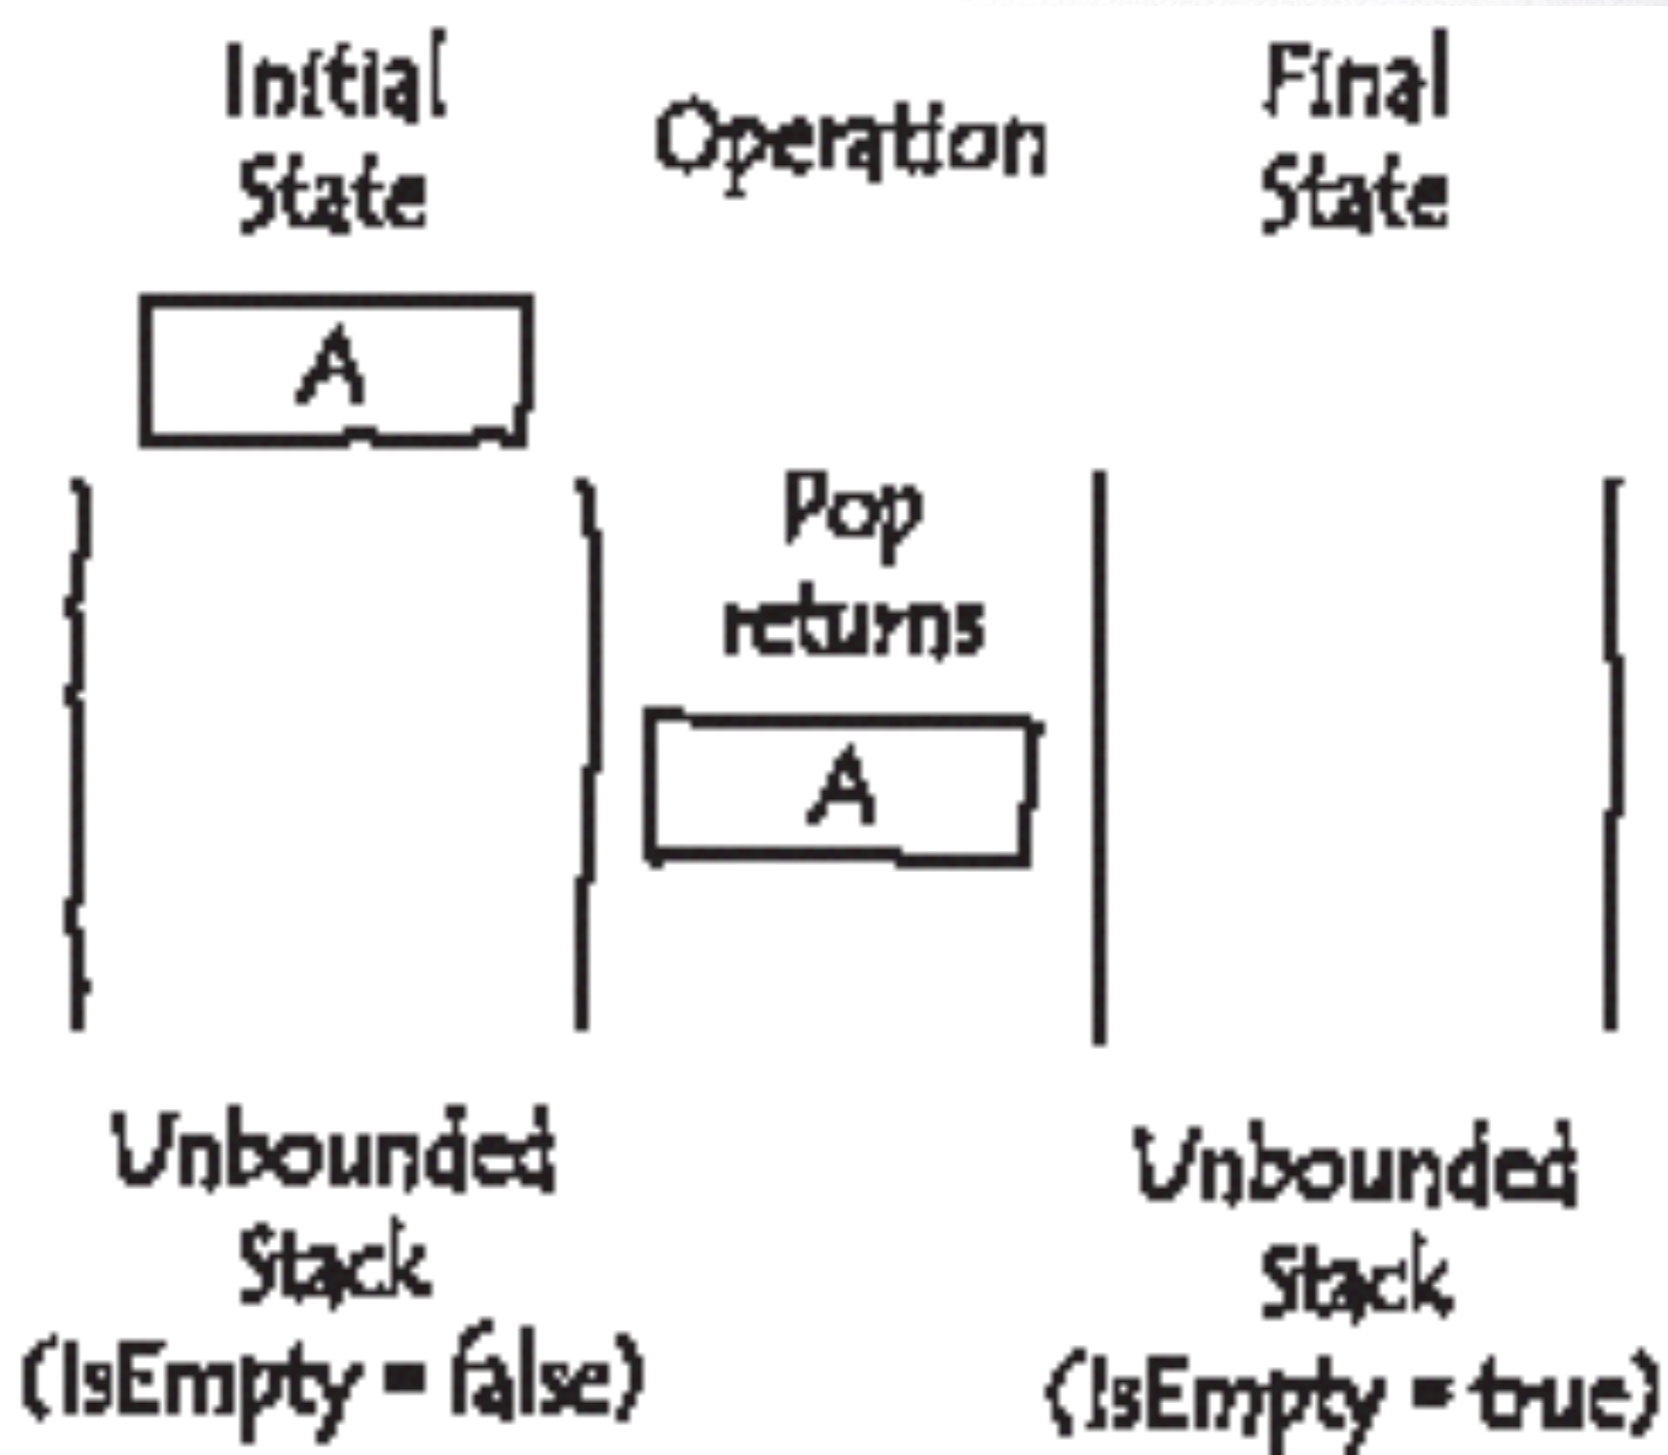 Initial
State
Operation
Final
State
A
Pop
returns
A
Unbounded
Stack
(IsEmpty = false)
Unbounded
Stack
(IsEmpty = true)